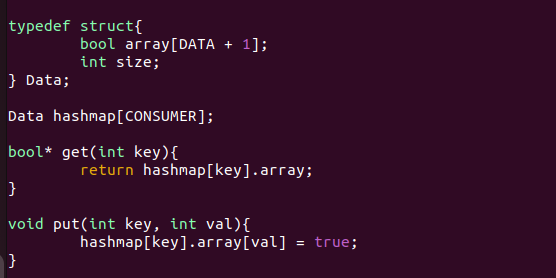 typedef struct{
        bool array[DATA + 1];
        int size;
} Data;

Data hashmap[CONSUMER];

bool* get(int key){
        return hashmap[key].array;
}

void put(int key, int val){
        hashmap[key].array[val] = true;
}